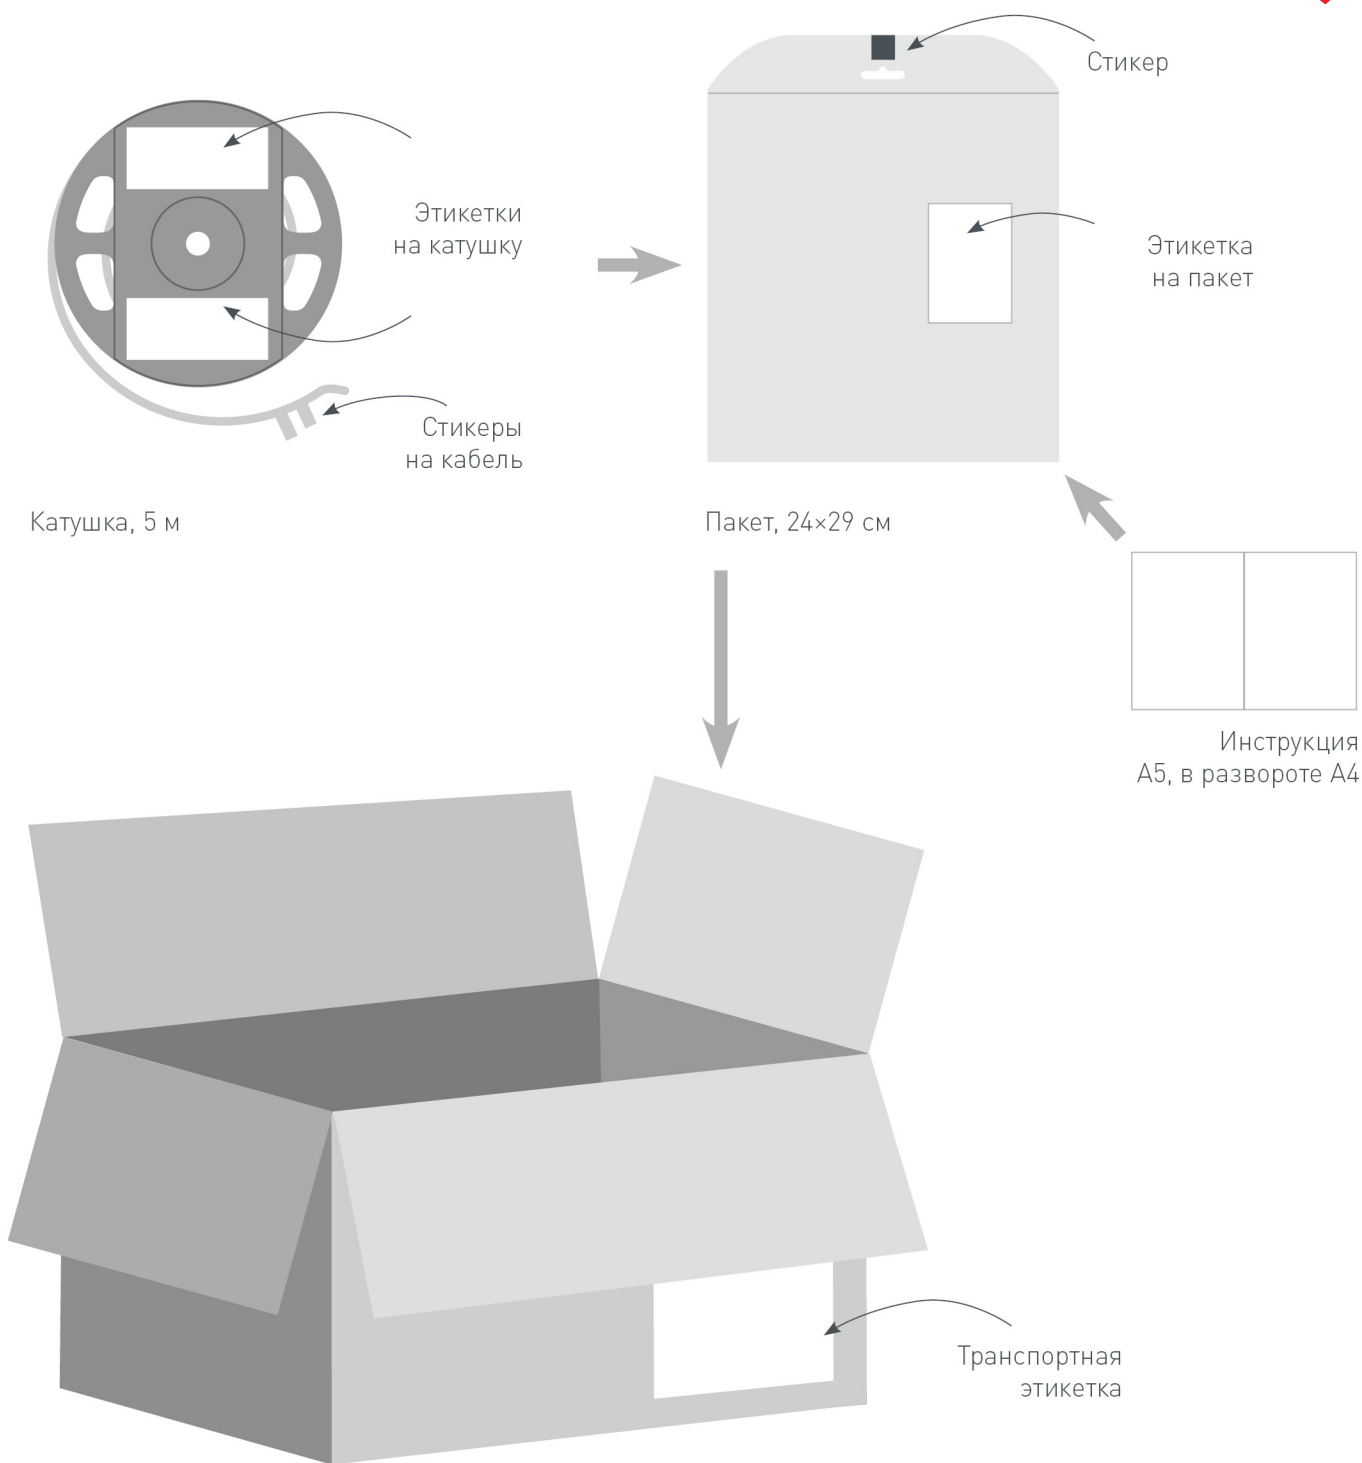 Стикер
Этикетки
на катушку
Этикетка
на пакет
Стикеры
на кабель
Катушка, 5 м
Пакет, 24×29 см
Инструкция
А5, в развороте А4
Транспортная
этикетка